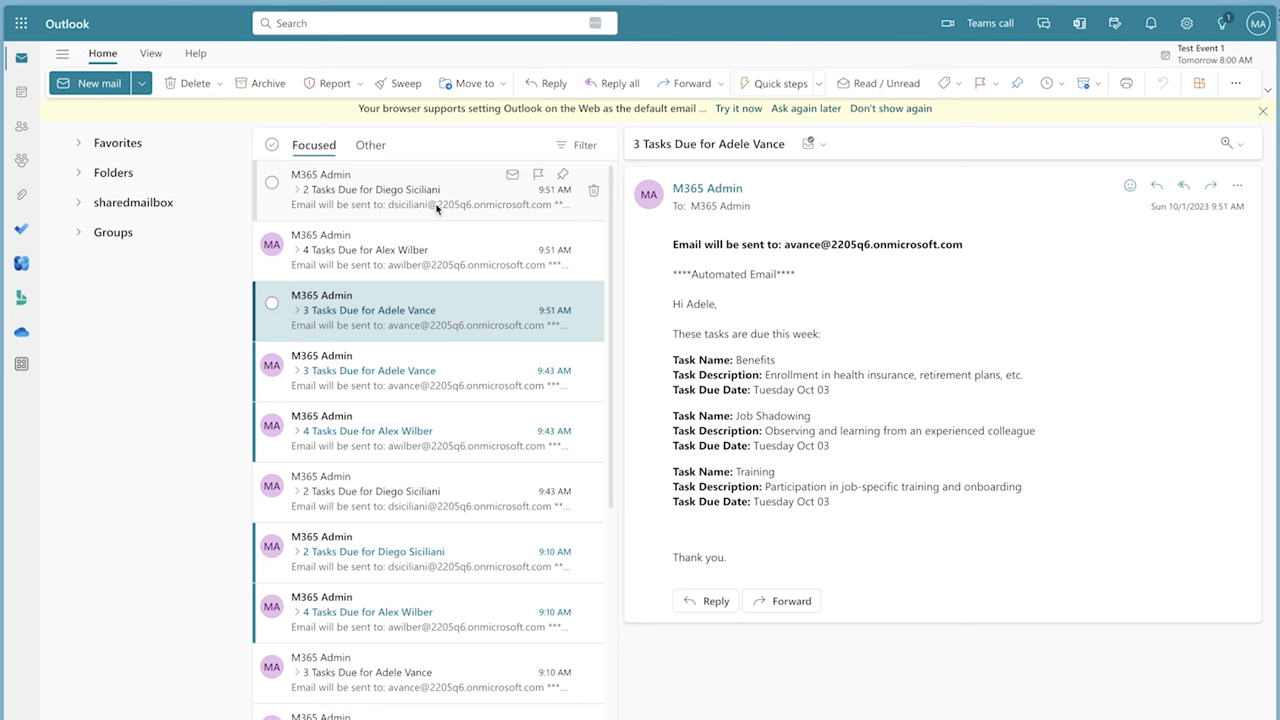 Outlook
Search
Teams call
1
MA
Home
View
Help
Test Event 1
Tomorrow 8:00 AM
New mail
Delete
Archive
Report
Sweep
Move to
Reply
Reply all
Forward
Quick steps
Read / Unread
Your browser supports setting Outlook on the Web as the default email ... Try it now Ask again later Don't show again
Favorites
Folders
sharedmailbox
Groups
Focused
Other
Filter
M365 Admin
2 Tasks Due for Diego Siciliani 9:51 AM
Email will be sent to: dsiciliani@2205q6.onmicrosoft.com **...
MA
M365 Admin
4 Tasks Due for Alex Wilber 9:51 AM
Email will be sent to: awilber@2205q6.onmicrosoft.com ***...
M365 Admin
3 Tasks Due for Adele Vance 9:51 AM
Email will be sent to: avance@2205q6.onmicrosoft.com ***...
MA
M365 Admin
3 Tasks Due for Adele Vance 9:43 AM
Email will be sent to: avance@2205q6.onmicrosoft.com ***...
MA
M365 Admin
4 Tasks Due for Alex Wilber 9:43 AM
Email will be sent to: awilber@2205q6.onmicrosoft.com ***...
MA
M365 Admin
2 Tasks Due for Diego Siciliani 9:43 AM
Email will be sent to: dsiciliani@2205q6.onmicrosoft.com **...
MA
M365 Admin
2 Tasks Due for Diego Siciliani 9:10 AM
Email will be sent to: dsiciliani@2205q6.onmicrosoft.com **...
MA
M365 Admin
4 Tasks Due for Alex Wilber 9:10 AM
Email will be sent to: awilber@2205q6.onmicrosoft.com ***...
MA
M365 Admin
3 Tasks Due for Adele Vance 9:10 AM
Email will be sent to: avance@2205q6.onmicrosoft.com ***...
M365 Admin
3 Tasks Due for Adele Vance
MA
M365 Admin
To: M365 Admin
Sun 10/1/2023 9:51 AM
Email will be sent to: avance@2205q6.onmicrosoft.com
****Automated Email****
Hi Adele,
These tasks are due this week:
Task Name: Benefits
Task Description: Enrollment in health insurance, retirement plans, etc.
Task Due Date: Tuesday Oct 03
Task Name: Job Shadowing
Task Description: Observing and learning from an experienced colleague
Task Due Date: Tuesday Oct 03
Task Name: Training
Task Description: Participation in job-specific training and onboarding
Task Due Date: Tuesday Oct 03
Thank you.
Reply
Forward